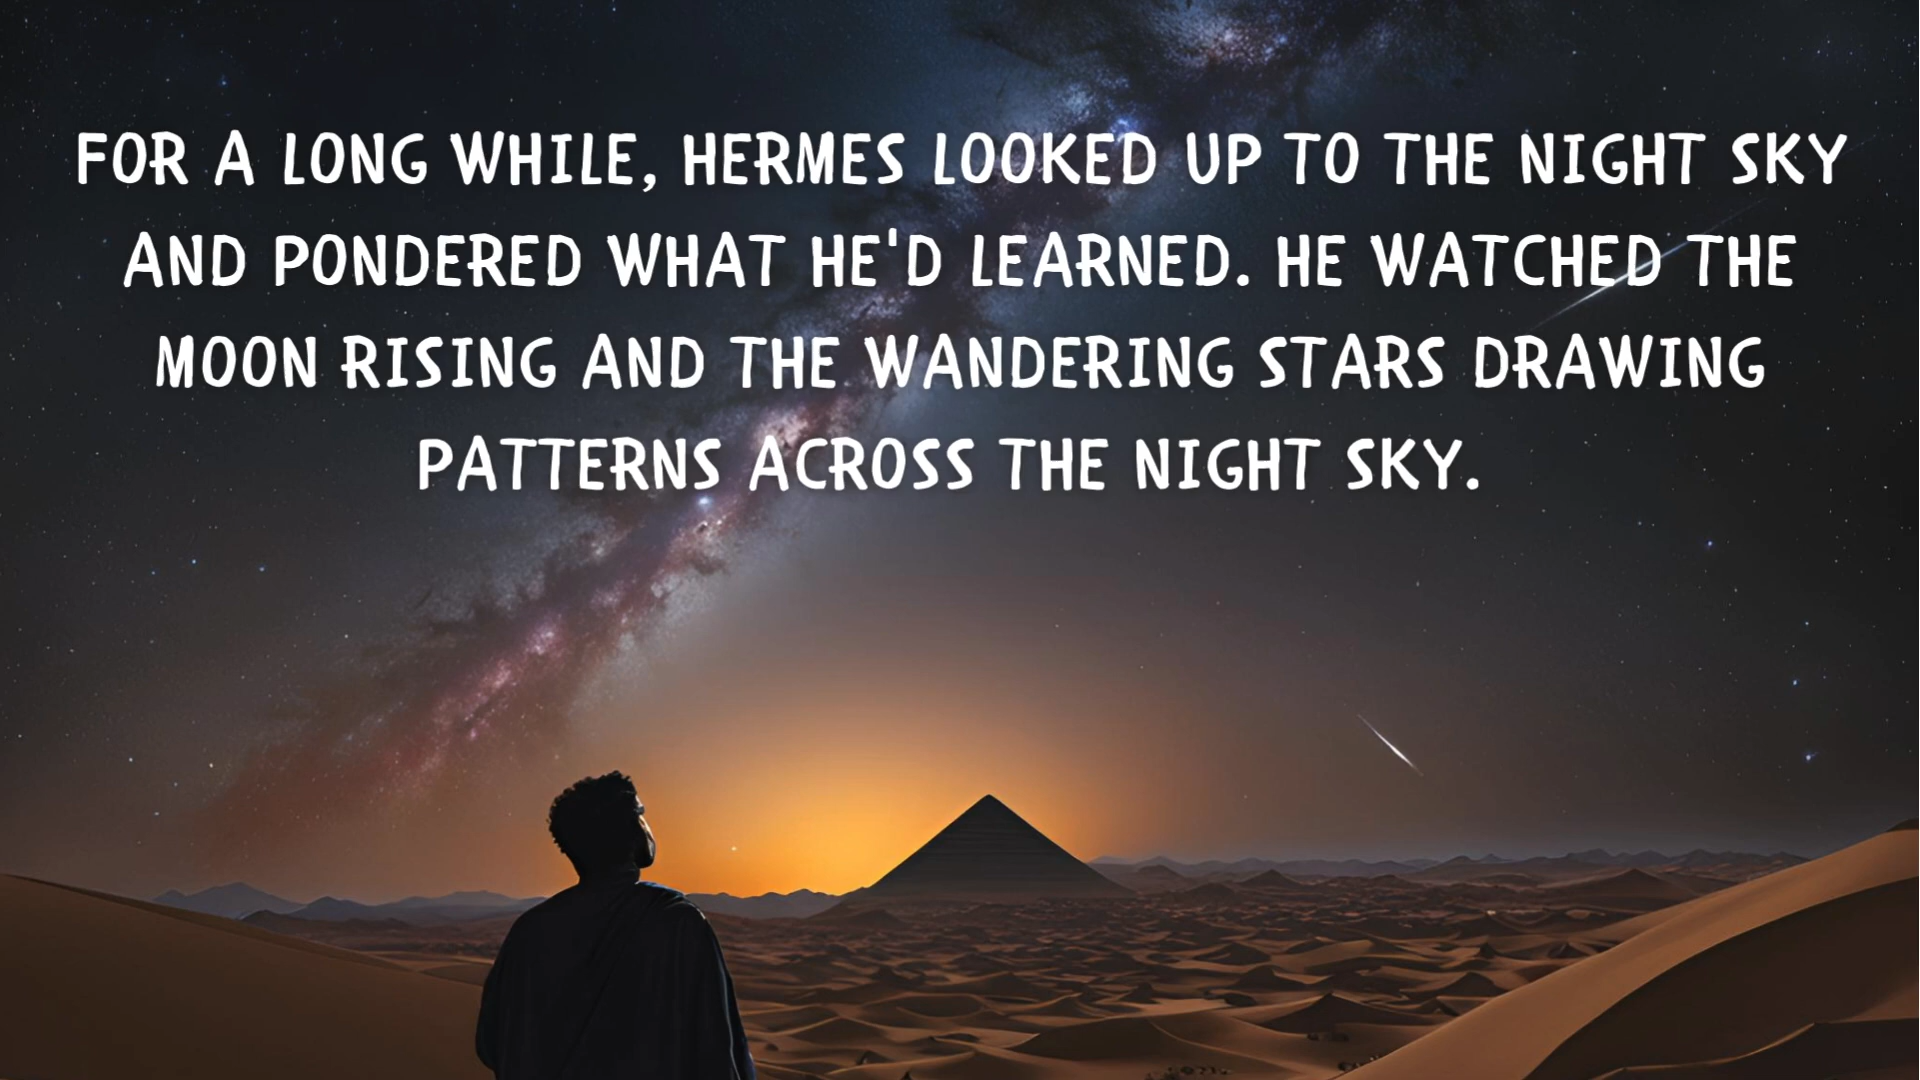 FOR A LONG WHILE, HERMES LOOKED UP TO THE NIGHT SKY
AND PONDERED WHAT HE'D LEARNED. HE WATCHED THE
MOON RISING AND THE WANDERING STARS DRAWING
PATTERNS ACROSS THE NIGHT SKY.